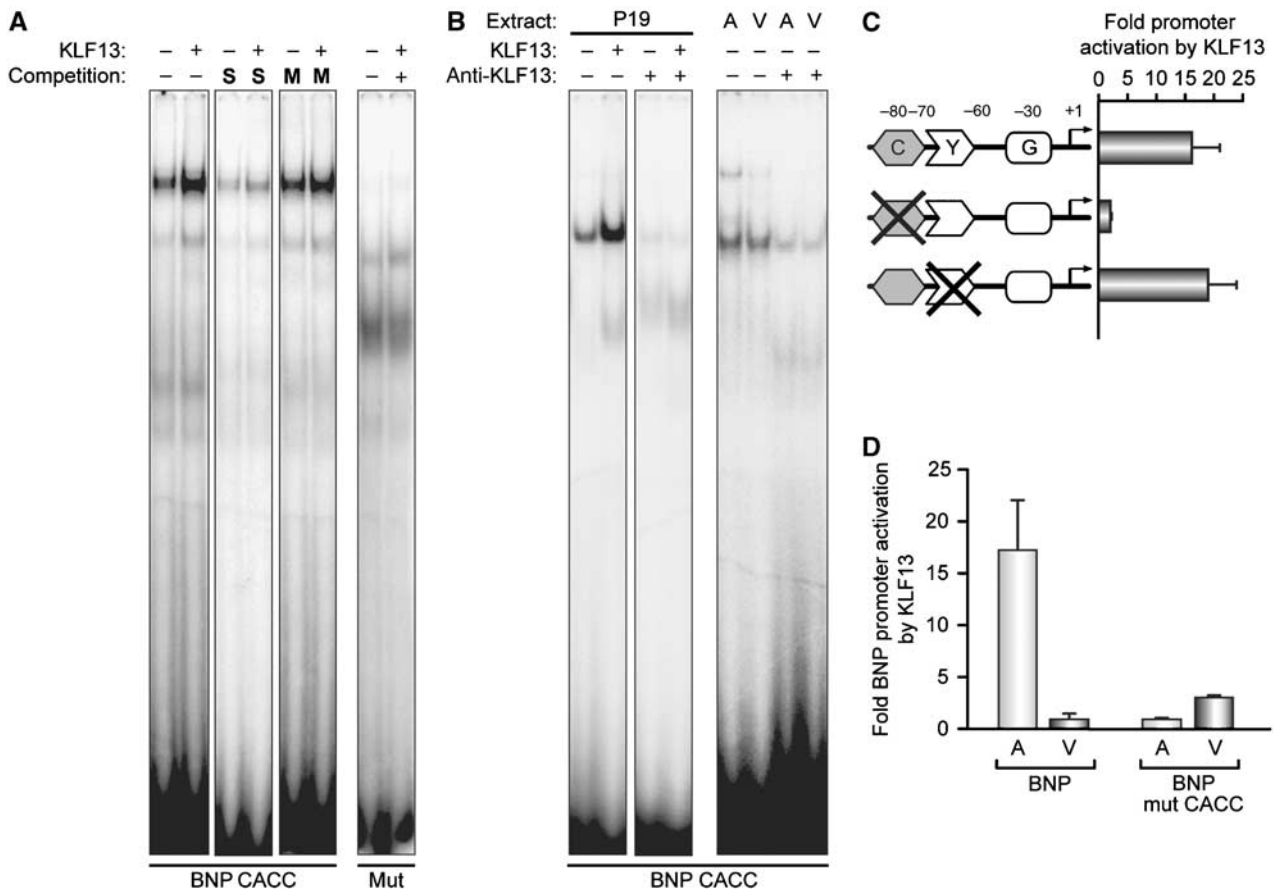 A
KLF13: – + – + – + – +
Competition: – – S S M M – +
BNP CACC
Mut
B
Extract: P19 A V A V
KLF13: – + – +
Anti-KLF13: – – + + – – + +
BNP CACC
C
Fold promoter
activation by KLF13
0 5 10 15 20 25
–80 –70 –60 –30 +1
C Y G
D
Fold BNP promoter activation
by KLF13
25
20
15
10
5
0
A V A V
BNP BNP
mut CACC